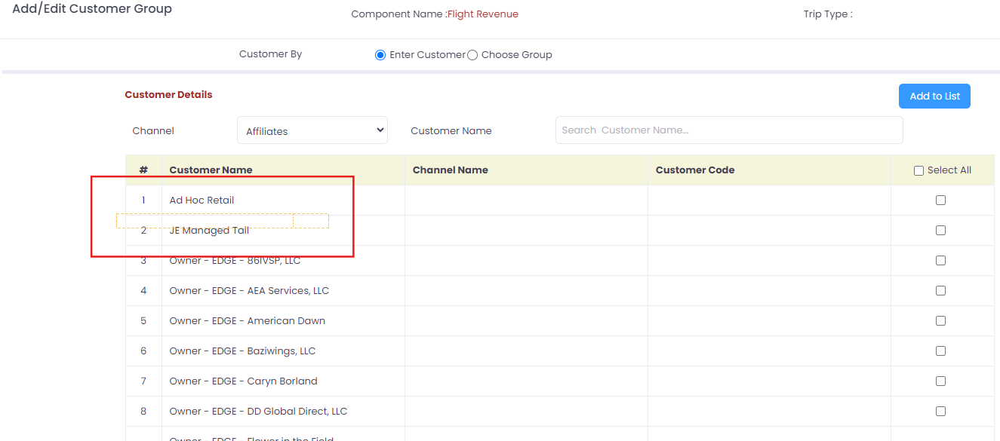 Add/Edit Customer Group
Component Name :Flight Revenue
Trip Type :
Customer By
Enter Customer
Choose Group
Customer Details
Add to List
Channel
Affiliates
Customer Name
Search Customer Name...
# Customer Name Channel Name Customer Code Select All
1 Ad Hoc Retail
2 JE Managed Tail
3 Owner - EDGE - 861VSP, LLC
4 Owner - EDGE - AEA Services, LLC
5 Owner - EDGE - American Dawn
6 Owner - EDGE - Baziwings, LLC
7 Owner - EDGE - Caryn Borland
8 Owner - EDGE - DD Global Direct, LLC
Owner - EDGE - Flower in the Field